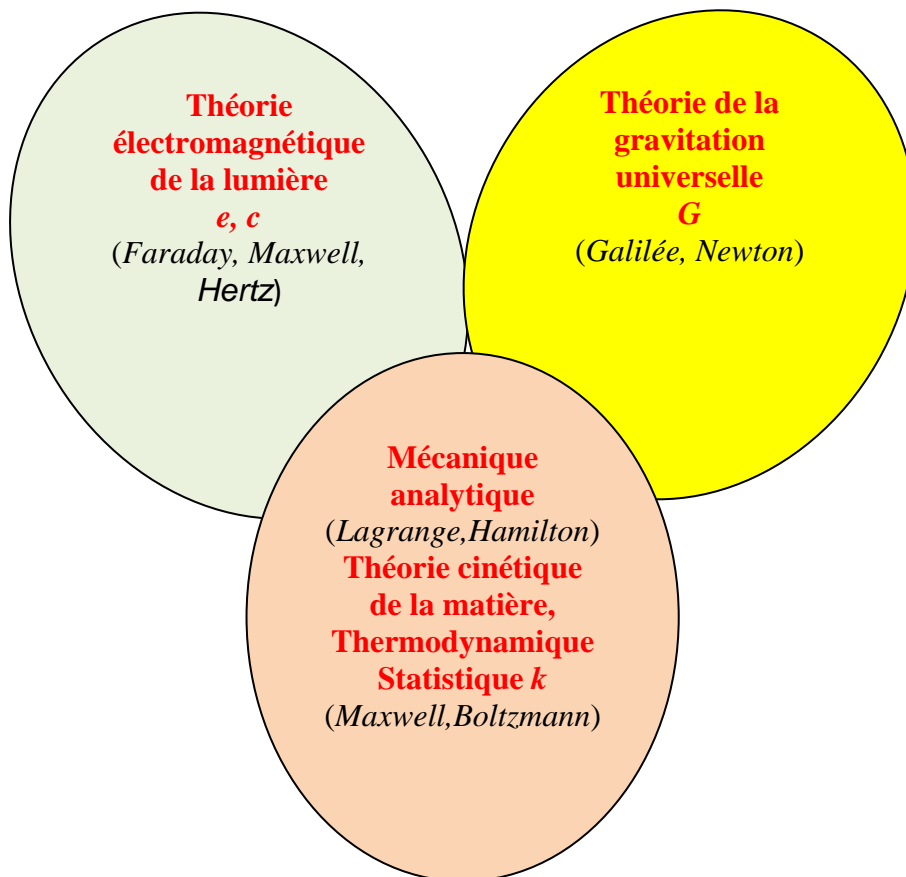 Théorie
électromagnétique
de la lumière
e, c
(Faraday, Maxwell,
Hertz)
Théorie de la
gravitation
universelle
G
(Galilée, Newton)
Mécanique
analytique
(Lagrange,Hamilton)
Théorie cinétique
de la matière,
Thermodynamique
Statistique k
(Maxwell,Boltzmann)